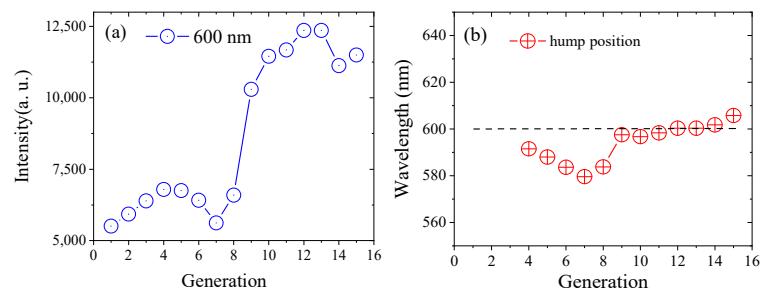 (a)
600 nm
Intensity(a. u.)
12,500
10,000
7,500
5,000
0 2 4 6 8 10 12 14 16
Generation
(b)
hump position
Wavelength (nm)
640
620
600
580
560
0 2 4 6 8 10 12 14 16
Generation